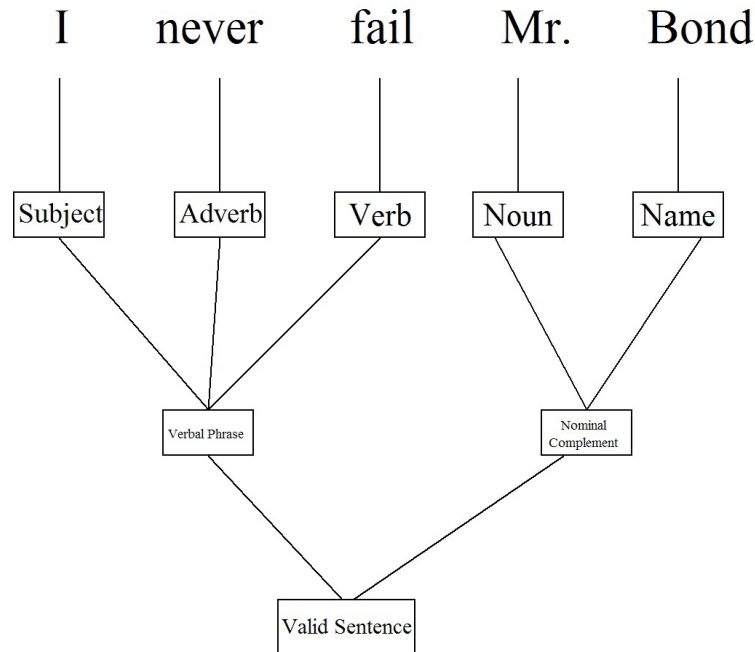 I never fail Mr. Bond
Subject Adverb Verb Noun Name
Verbal Phrase Nominal
Complement
Valid Sentence